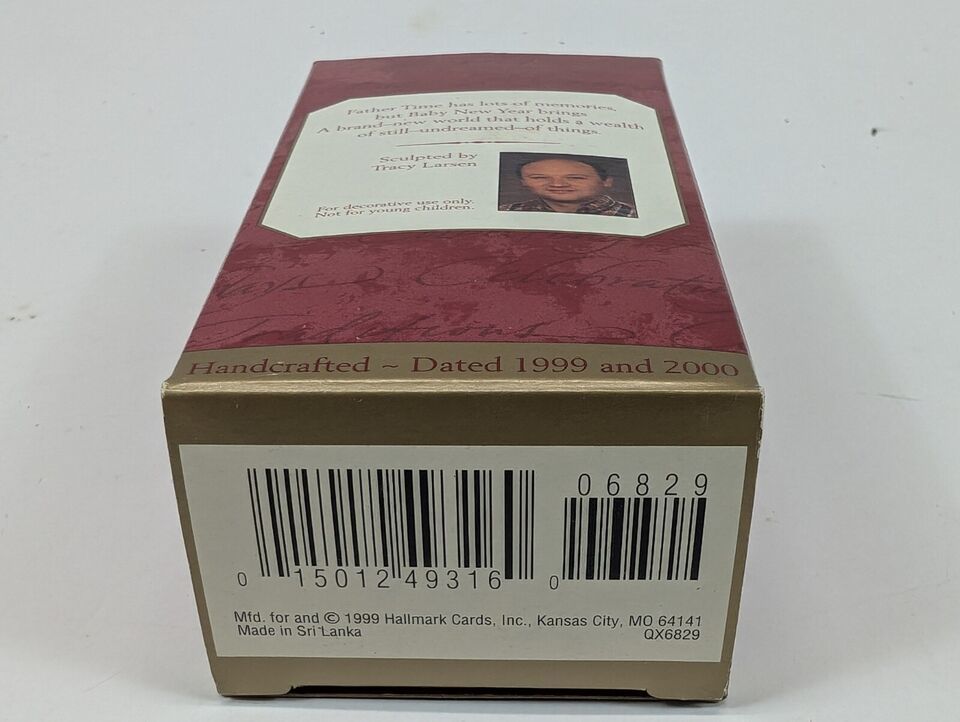 Father Time has lots of memories,
but Baby New Year brings
A brand–new world that holds a wealth
of still–undreamed–of things.
Sculpted by
Tracy Larsen
For decorative use only.
Not for young children.
Celebrate
Traditions
Handcrafted ~ Dated 1999 and 2000
06829
0 15012 49316 0
Mfd. for and © 1999 Hallmark Cards, Inc., Kansas City, MO 64141
Made in Sri Lanka QX6829